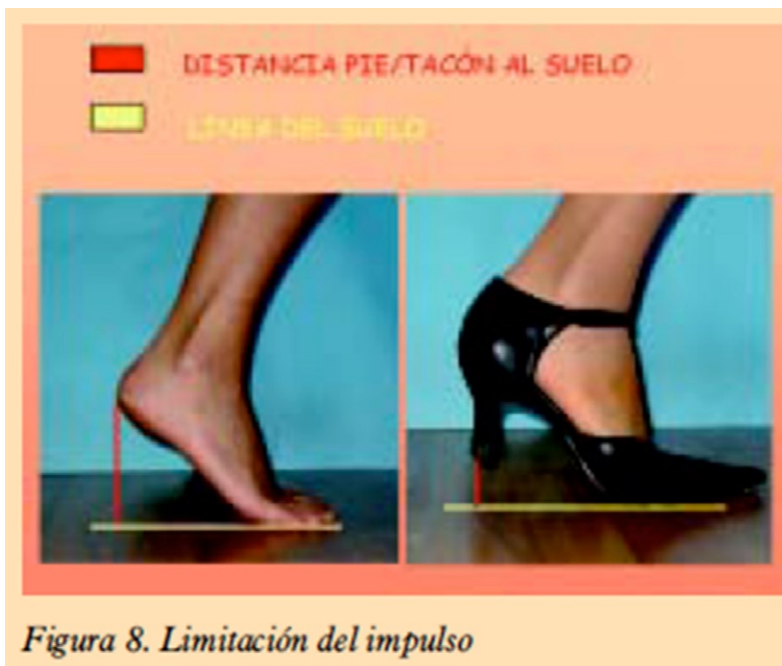 DISTANCIA PIE/TACÓN AL SUELO
LÍNEA DEL SUELO
Figura 8. Limitación del impulso